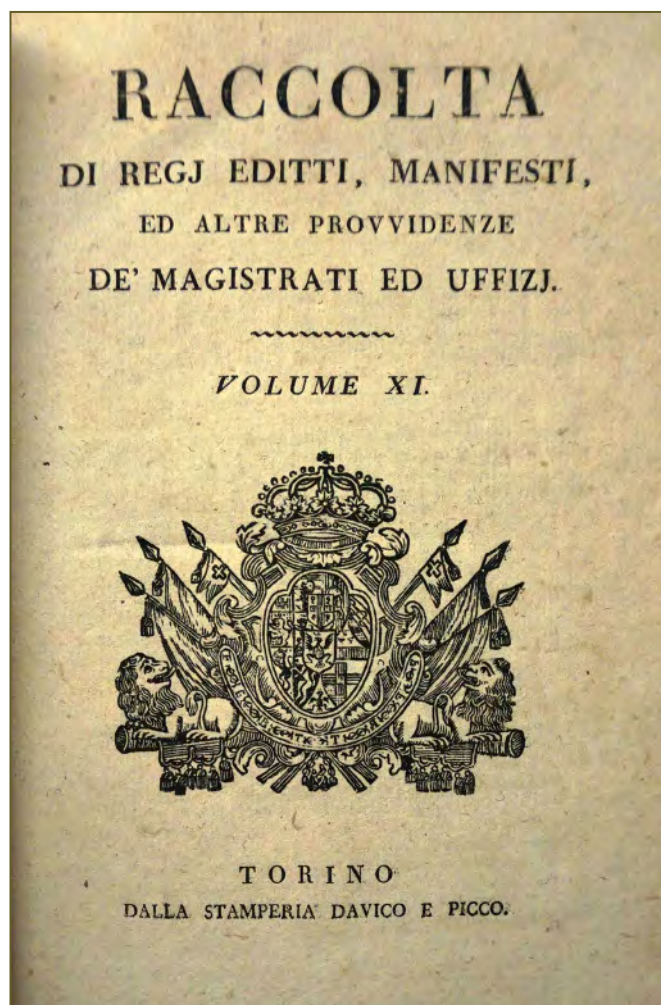 RACCOLTA
DI REGJ EDITTI, MANIFESTI,
ED ALTRE PROVVIDENZE
DE' MAGISTRATI ED UFFIZJ.
VOLUME XI.
TORINO
DALLA STAMPERIA DAVICO E PICCO.